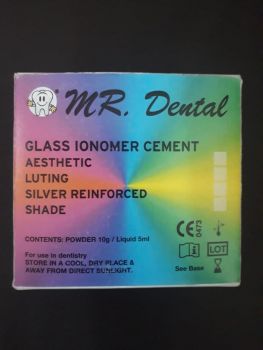 MR. Dental
GLASS IONOMER CEMENT
AESTHETIC
LUTING
SILVER REINFORCED
SHADE
CE 0473
CONTENTS: POWDER 10g / Liquid 5ml
LOT
For use in dentistry
STORE IN A COOL, DRY PLACE &
AWAY FROM DIRECT SUNLIGHT.
See Base